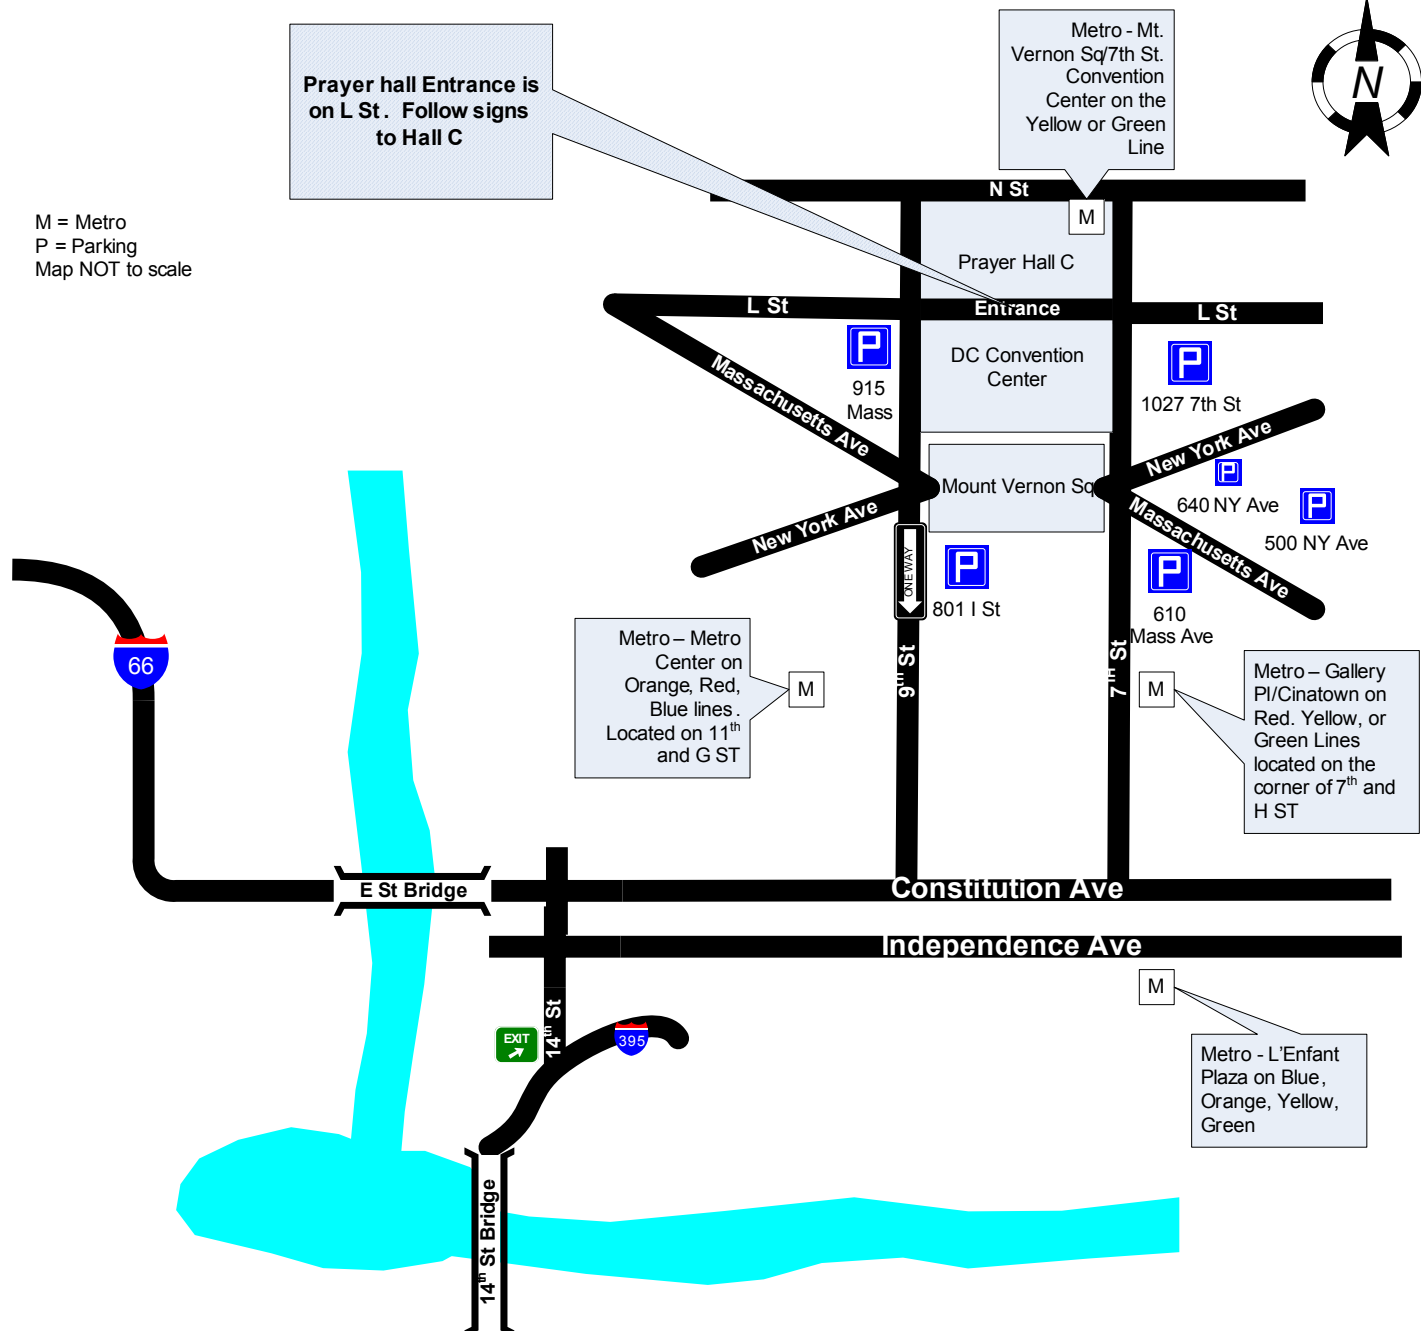 Metro - Mt.
Vernon Sq/7th St.
Convention
Center on the
Yellow or Green
Line
N
Prayer hall Entrance is
on L St . Follow signs
to Hall C
N St
M
M = Metro
P = Parking
Map NOT to scale
Prayer Hall C
L St
Entrance
L St
P
915
Mass
DC Convention
Center
P
1027 7th St
Massachusetts Ave
New York Ave
Mount Vernon Sq
P
640 NY Ave
P
500 NY Ave
New York Ave
Massachusetts Ave
ONE WAY
P
801 I St
P
610
Mass Ave
66
Metro – Metro
Center on
Orange, Red,
Blue lines .
Located on 11th
and G ST
M
9th St
7TH St
M
Metro – Gallery
Pl/Cinatown on
Red. Yellow, or
Green Lines
located on the
corner of 7th and
H ST
E St Bridge
Constitution Ave
Independence Ave
M
14th St
EXIT
395
Metro - L'Enfant
Plaza on Blue,
Orange, Yellow,
Green
14th St Bridge